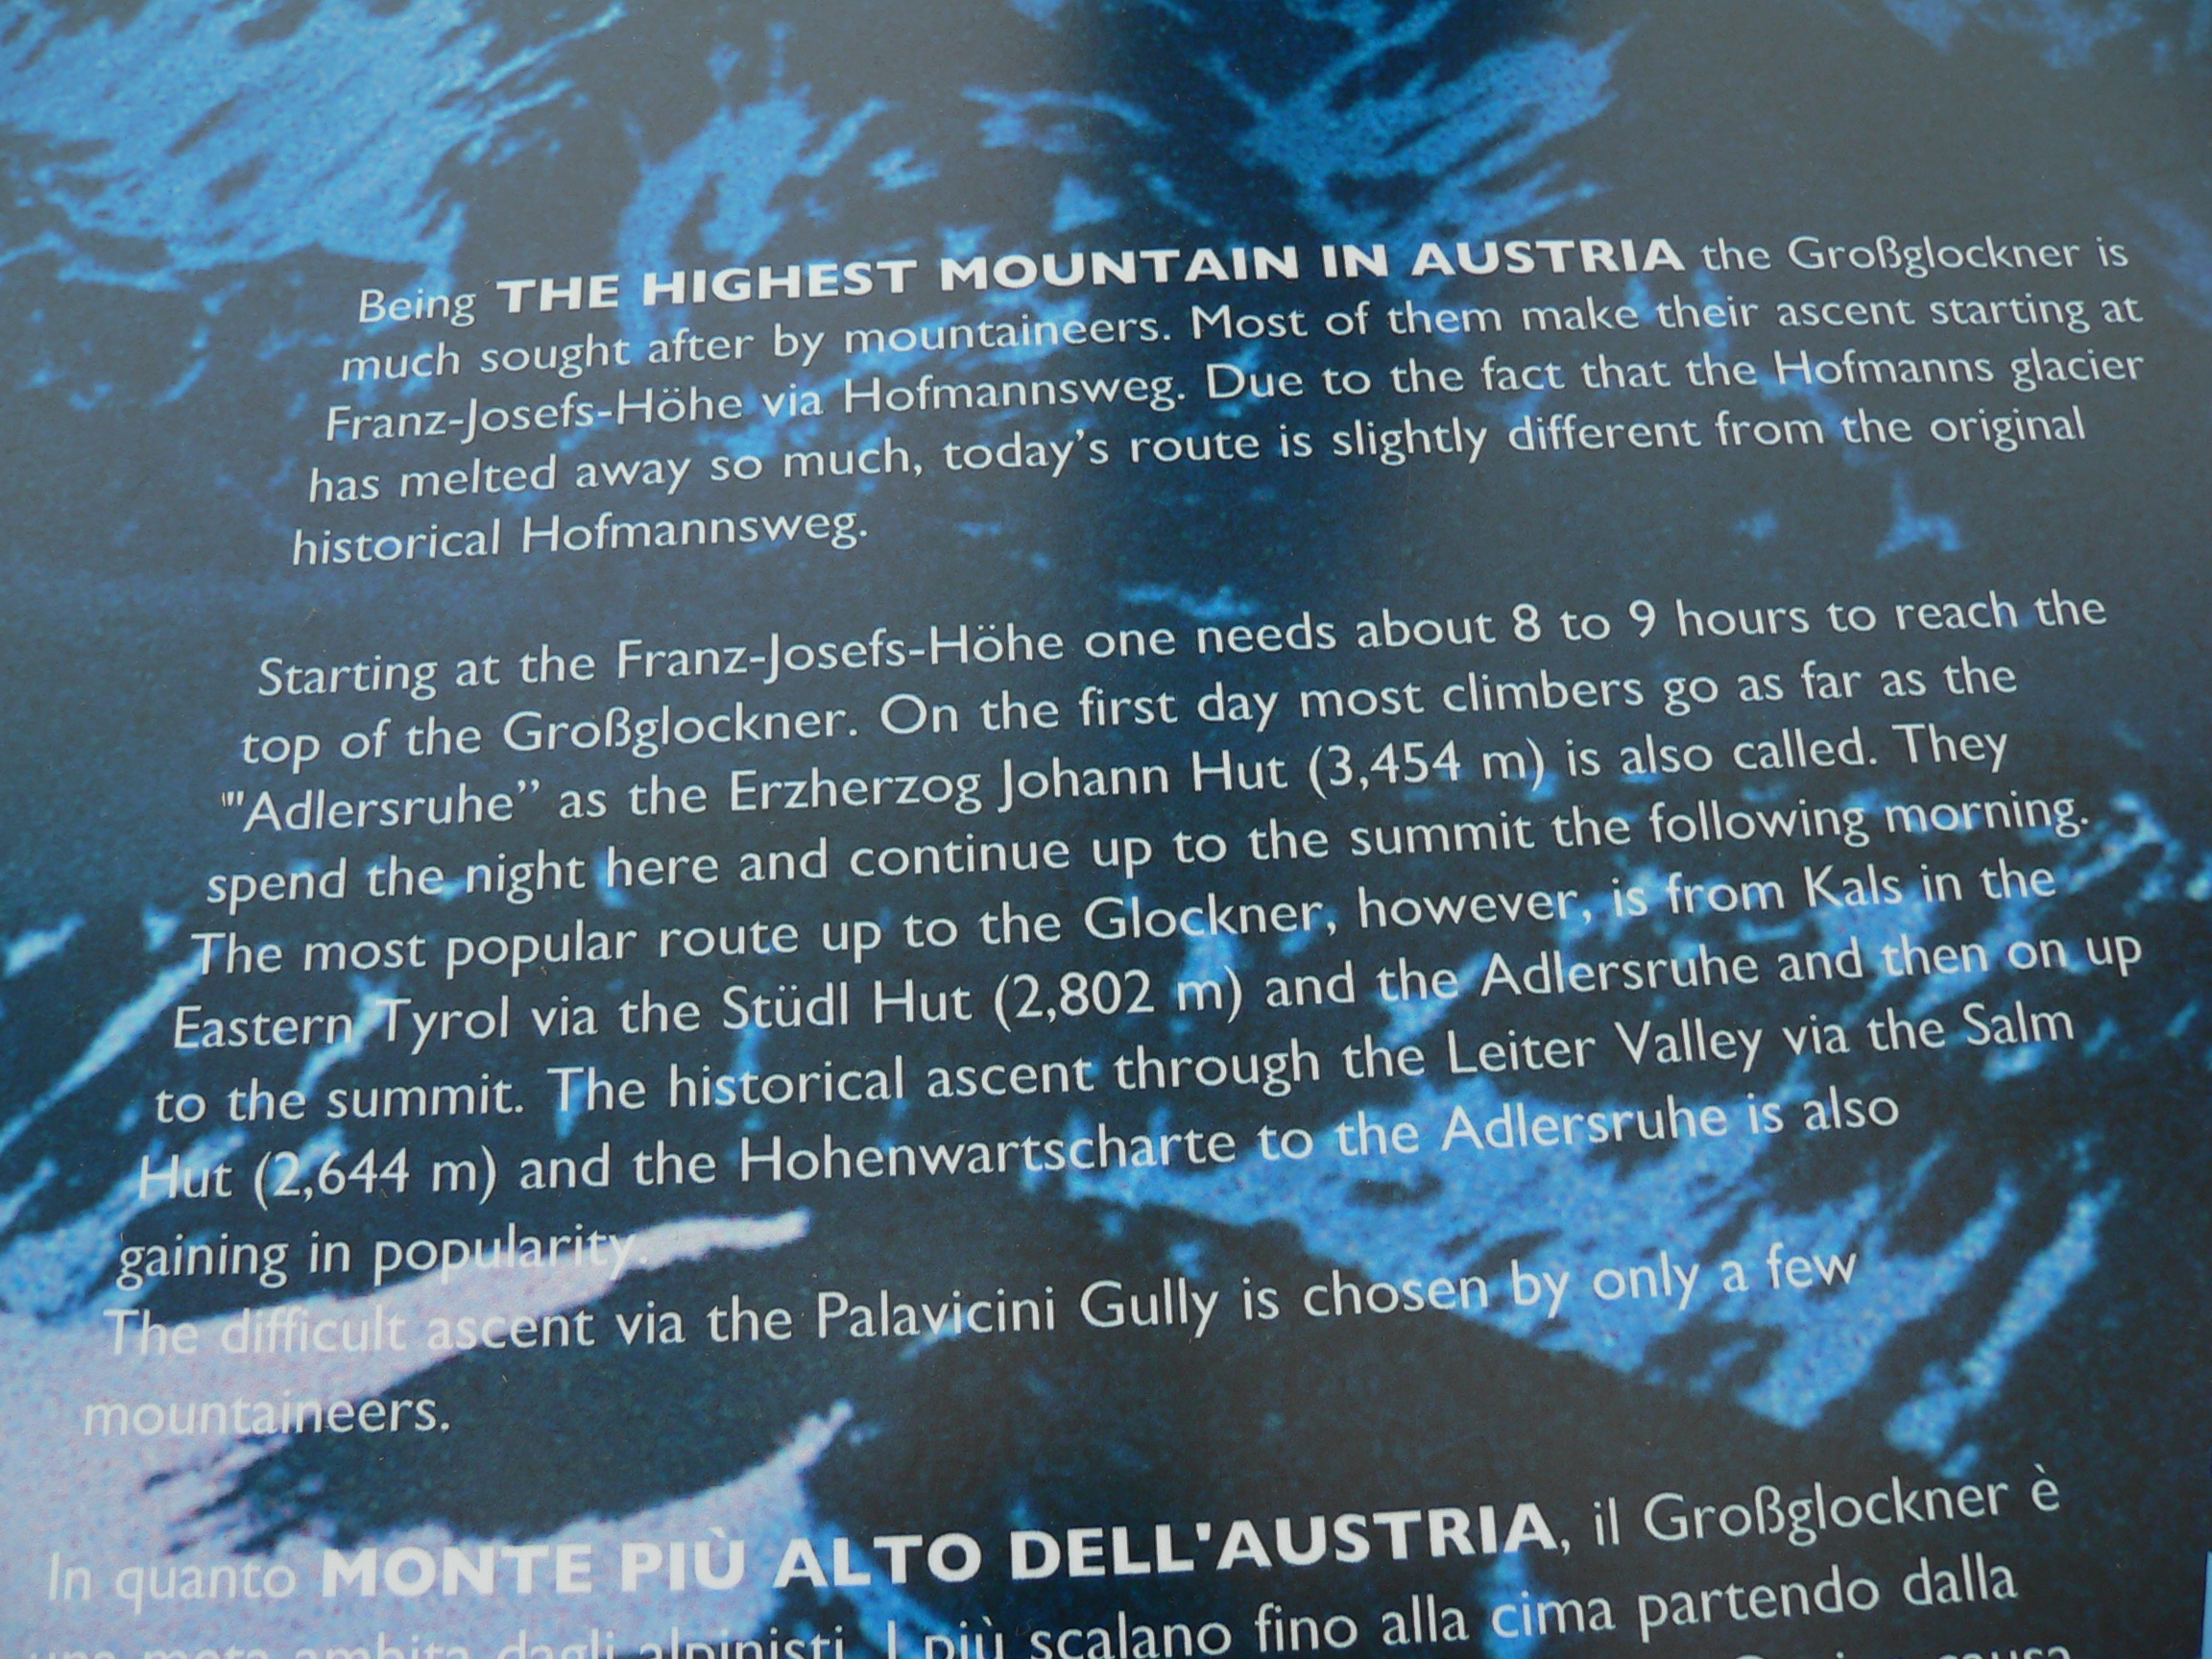 Being THE HIGHEST MOUNTAIN IN AUSTRIA the Großglockner is
much sought after by mountaineers. Most of them make their ascent starting at
Franz-Josefs-Höhe via Hofmannsweg. Due to the fact that the Hofmanns glacier
has melted away so much, today's route is slightly different from the original
historical Hofmannsweg.
Starting at the Franz-Josefs-Höhe one needs about 8 to 9 hours to reach the
top of the Großglockner. On the first day most climbers go as far as the
'"Adlersruhe" as the Erzherzog Johann Hut (3,454 m) is also called. They
spend the night here and continue up to the summit the following morning.
The most popular route up to the Glockner, however, is from Kals in the
Eastern Tyrol via the Stüdl Hut (2,802 m) and the Adlersruhe and then on up
to the summit. The historical ascent through the Leiter Valley via the Salm
Hut (2,644 m) and the Hohenwartscharte to the Adlersruhe is also
gaining in popularity.
The difficult ascent via the Palavicini Gully is chosen by only a few
mountaineers.
In quanto MONTE PIÙ ALTO DELL'AUSTRIA, il Großglockner è
una meta ambita dagli alpinisti. I più scalano fino alla cima partendo dalla
causa